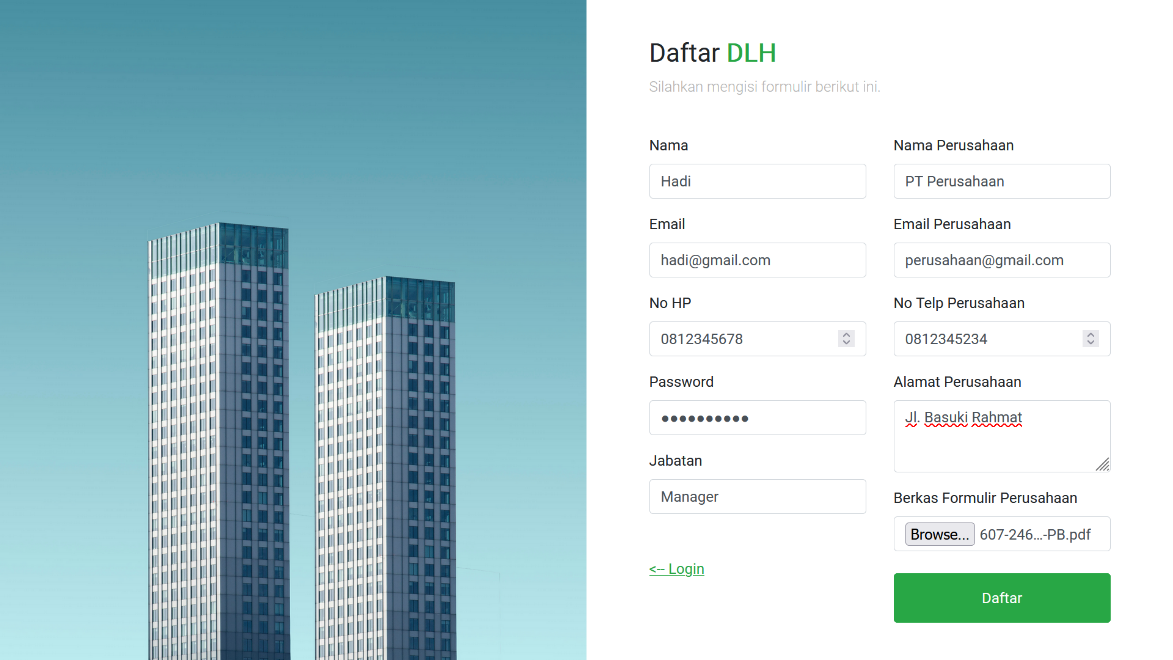 Daftar DLH
Silahkan mengisi formulir berikut ini.
Nama
Hadi
Email
hadi@gmail.com
No HP
0812345678
Password
●●●●●●●●●●
Jabatan
Manager
<-- Login
Nama Perusahaan
PT Perusahaan
Email Perusahaan
perusahaan@gmail.com
No Telp Perusahaan
0812345234
Alamat Perusahaan
Jl. Basuki Rahmat
Berkas Formulir Perusahaan
Browse... 607-246...-PB.pdf
Daftar